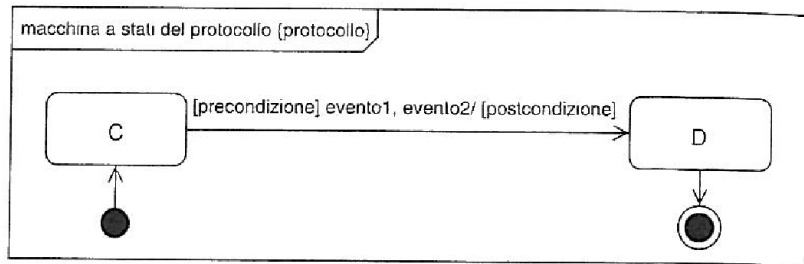 macchina a stati del protocollo {protocollo}
[precondizione] evento1, evento2/ [postcondizione]
C
D